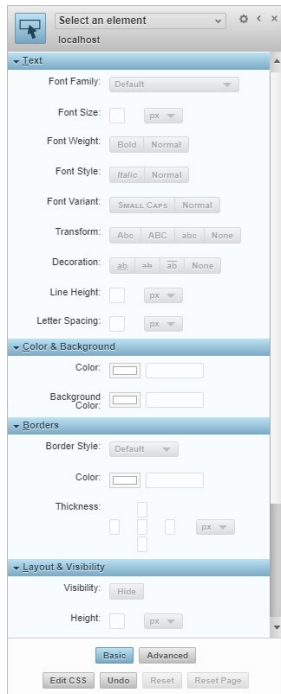 Select an element
localhost
Text
Font Family: Default
Font Size: px
Font Weight: Bold Normal
Font Style: Italic Normal
Font Variant: SMALL CAPS Normal
Transform: Abc ABC abc None
Decoration: ab ab ab None
Line Height: px
Letter Spacing: px
Color & Background
Color:
Background
Color:
Borders
Border Style: Default
Color:
Thickness:
px
Layout & Visibility
Visibility: Hide
Height: px
Basic Advanced
Edit CSS Undo Reset Reset Page